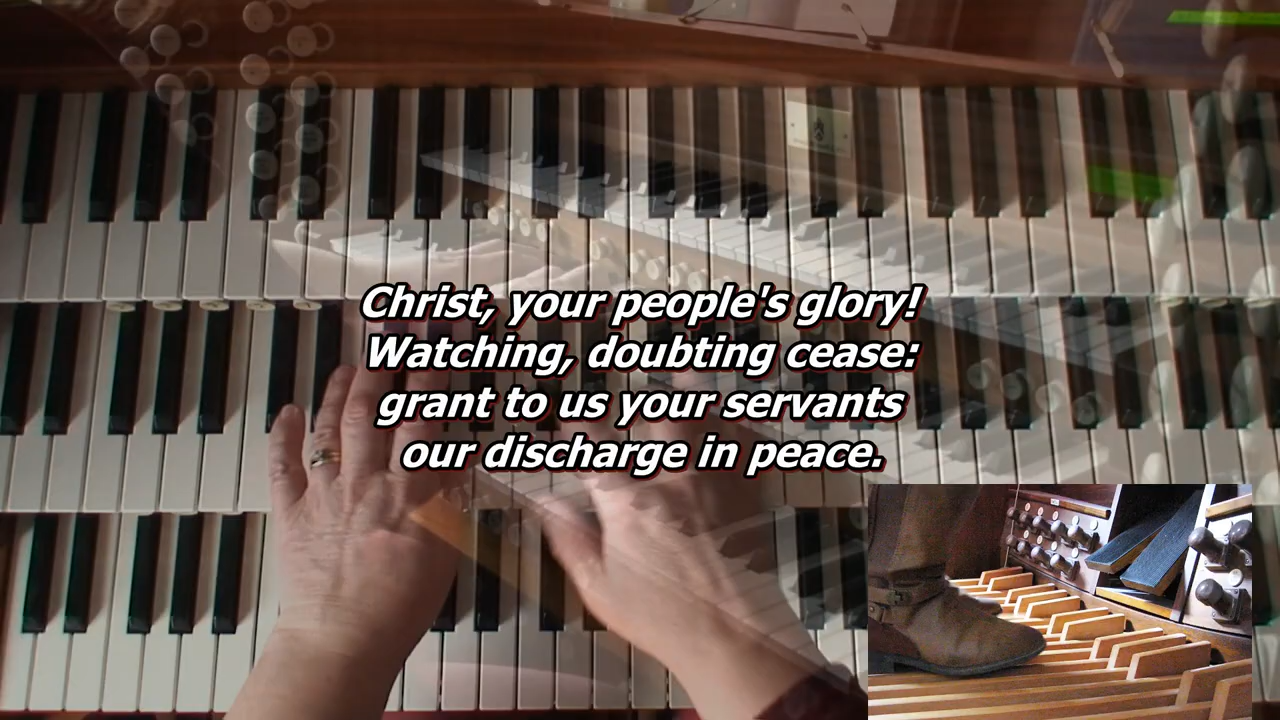 Christ, your people's glory!
Watching, doubting cease:
grant to us your servants
our discharge in peace.